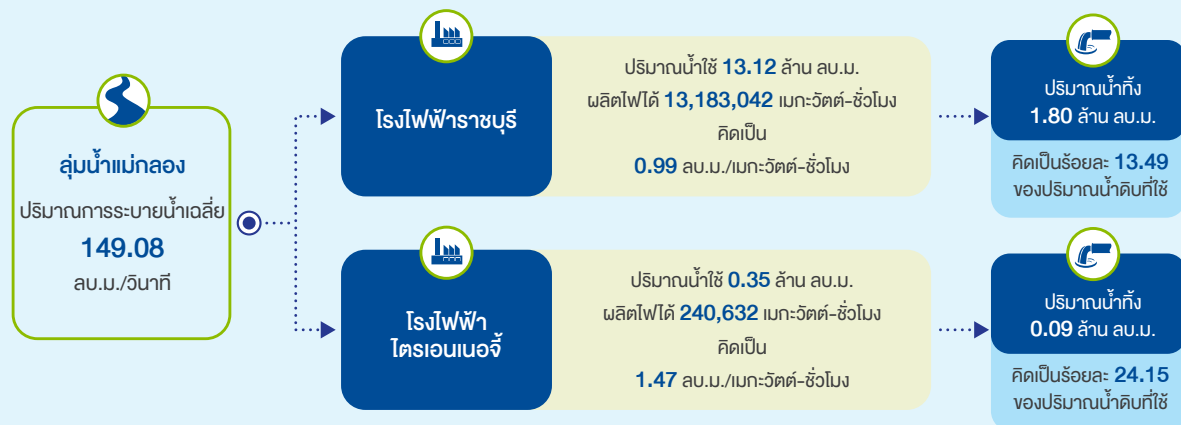 ลุ่มน้ำแม่กลอง
ปริมาณการระบายน้ำเฉลี่ย
149.08
ลบ.ม./วินาที
โรงไฟฟ้าราชบุรี
ปริมาณน้ำใช้ 13.12 ล้าน ลบ.ม.
ผลิตไฟได้ 13,183,042 เมกะวัตต์-ชั่วโมง
คิดเป็น
0.99 ลบ.ม./เมกะวัตต์-ชั่วโมง
ปริมาณน้ำทิ้ง
1.80 ล้าน ลบ.ม.
คิดเป็นร้อยละ 13.49
ของปริมาณน้ำดิบที่ใช้
โรงไฟฟ้า
ไตรเอนเนอจี้
ปริมาณน้ำใช้ 0.35 ล้าน ลบ.ม.
ผลิตไฟได้ 240,632 เมกะวัตต์-ชั่วโมง
คิดเป็น
1.47 ลบ.ม./เมกะวัตต์-ชั่วโมง
ปริมาณน้ำทิ้ง
0.09 ล้าน ลบ.ม.
คิดเป็นร้อยละ 24.15
ของปริมาณน้ำดิบที่ใช้